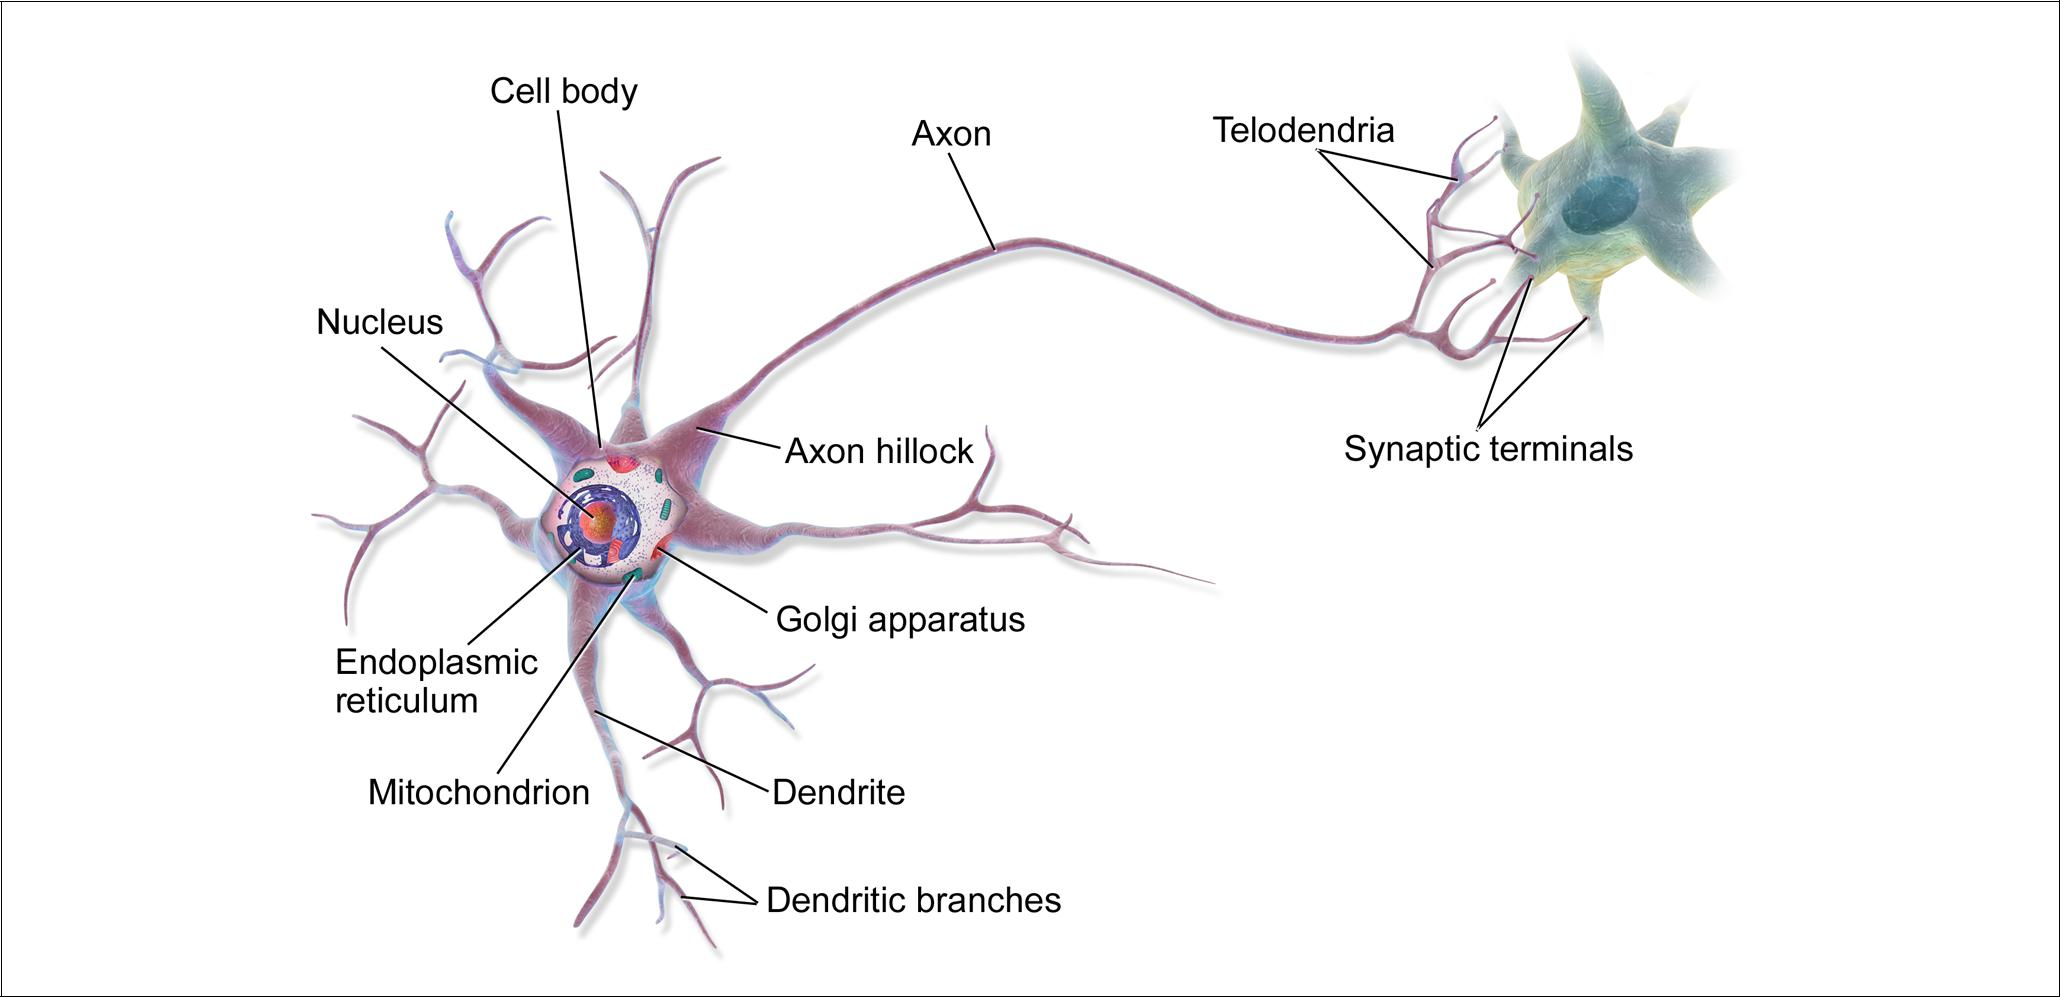 Cell body
Axon
Telodendria
Nucleus
Axon hillock
Synaptic terminals
Golgi apparatus
Endoplasmic
reticulum
Mitochondrion
Dendrite
Dendritic branches